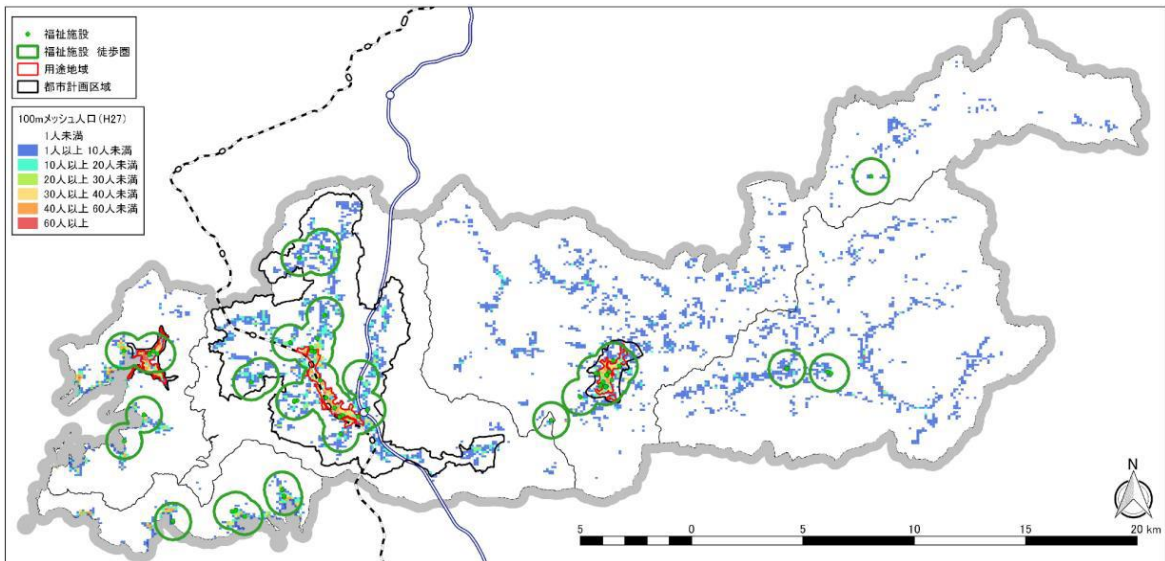 福祉施設
福祉施設 徒歩圏
用途地域
都市計画区域
100mメッシュ人口(H27)
1人未満
1人以上 10人未満
10人以上 20人未満
20人以上 30人未満
30人以上 40人未満
40人以上 60人未満
60人以上
N
5 0 5 10 15 20 km